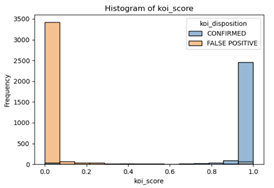 Histogram of koi_score
koi_disposition
CONFIRMED
FALSE POSITIVE
Frequency
3500
3000
2500
2000
1500
1000
500
0
0.0 0.2 0.4 0.6 0.8 1.0
koi_score